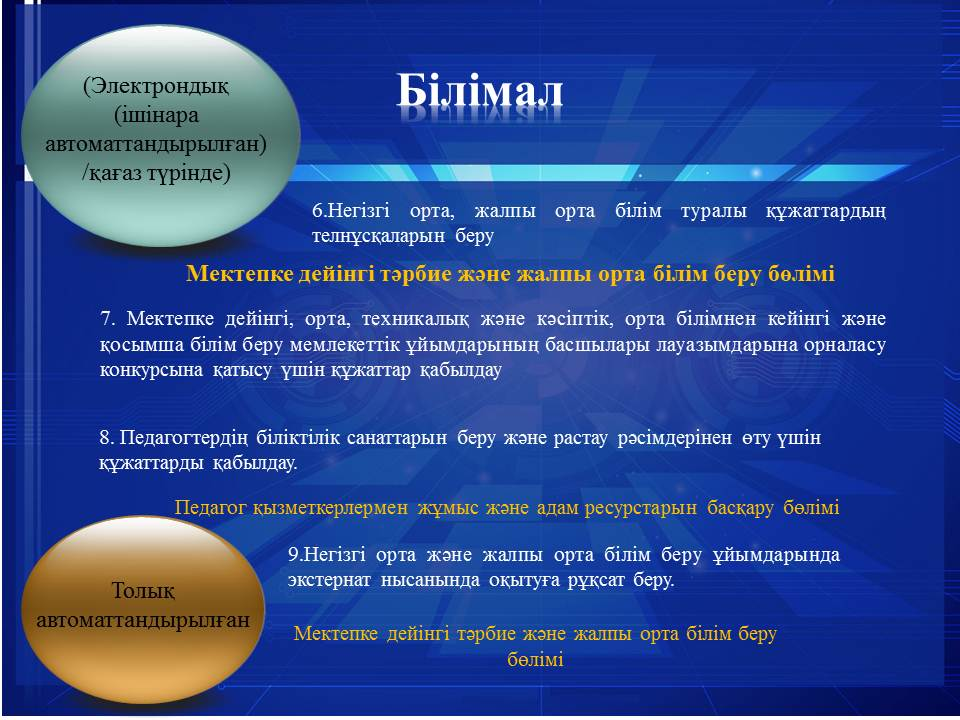 (Электрондық
(ішінара
автоматтандырылған)
/қағаз түрінде)
Білімал
6.Негізгі орта, жалпы орта білім туралы құжаттардың
телнұсқаларын беру
Мектепке дейінгі тәрбие және жалпы орта білім беру бөлімі
7. Мектепке дейінгі, орта, техникалық және кәсіптік, орта білімнен кейінгі және
қосымша білім беру мемлекеттік ұйымдарының басшылары лауазымдарына орналасу
конкурсына қатысу үшін құжаттар қабылдау
8. Педагогтердің біліктілік санаттарын беру және растау рәсімдерінен өту үшін
құжаттарды қабылдау.
Педагог қызметкерлермен жұмыс және адам ресурстарын басқару бөлімі
Толық
автоматтандырылған
9.Негізгі орта және жалпы орта білім беру ұйымдарында
экстернат нысанында оқытуға рұқсат беру.
Мектепке дейінгі тәрбие және жалпы орта білім беру
бөлімі